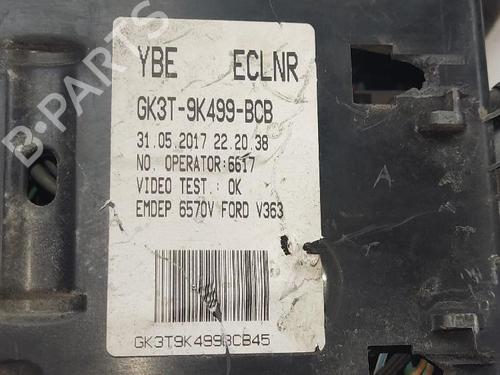 YBE ECLNR
GK3T-9K499-BCB
31.05.2017 22.20.38
NO. OPERATOR:6617
VIDEO TEST.: OK
EMDEP 6570V FORD V363
GK3T9K499BCB45
A
B-PARTS